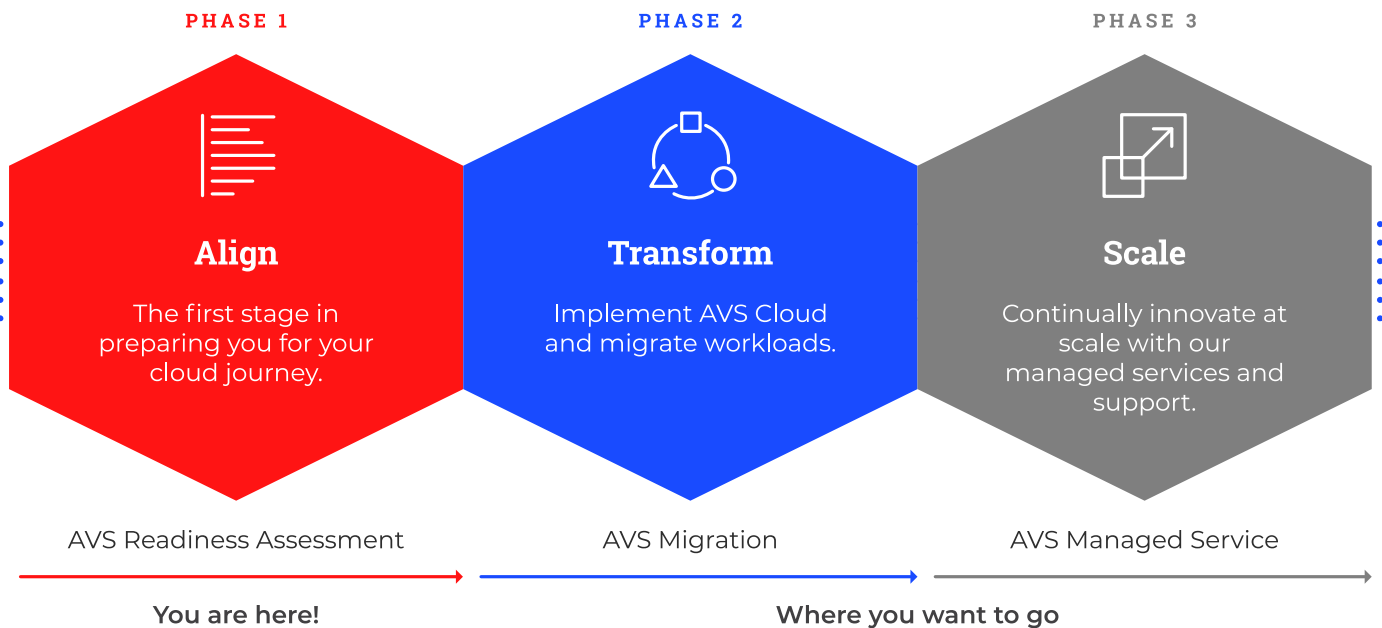 PHASE 1
PHASE 2
PHASE 3
Align
The first stage in
preparing you for your
cloud journey.
Transform
Implement AVS Cloud
and migrate workloads.
Scale
Continually innovate at
scale with our
managed services and
support.
AVS Readiness Assessment
AVS Migration
AVS Managed Service
You are here!
Where you want to go